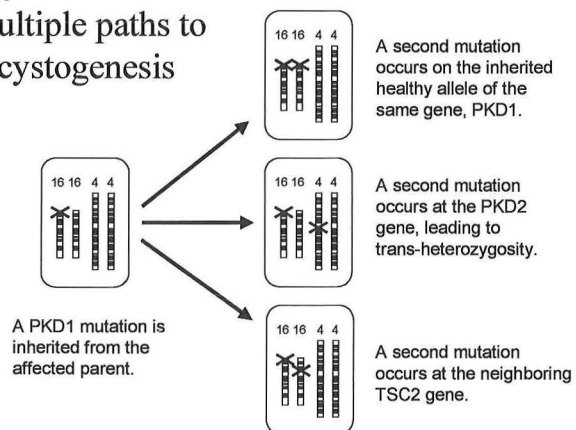 ultiple paths to
cystogenesis
16 16 4 4
A second mutation
occurs on the inherited
healthy allele of the
same gene, PKD1.
16 16 4 4
A PKD1 mutation is
inherited from the
affected parent.
16 16 4 4
A second mutation
occurs at the PKD2
gene, leading to
trans-heterozygosity.
16 16 4 4
A second mutation
occurs at the neighboring
TSC2 gene.